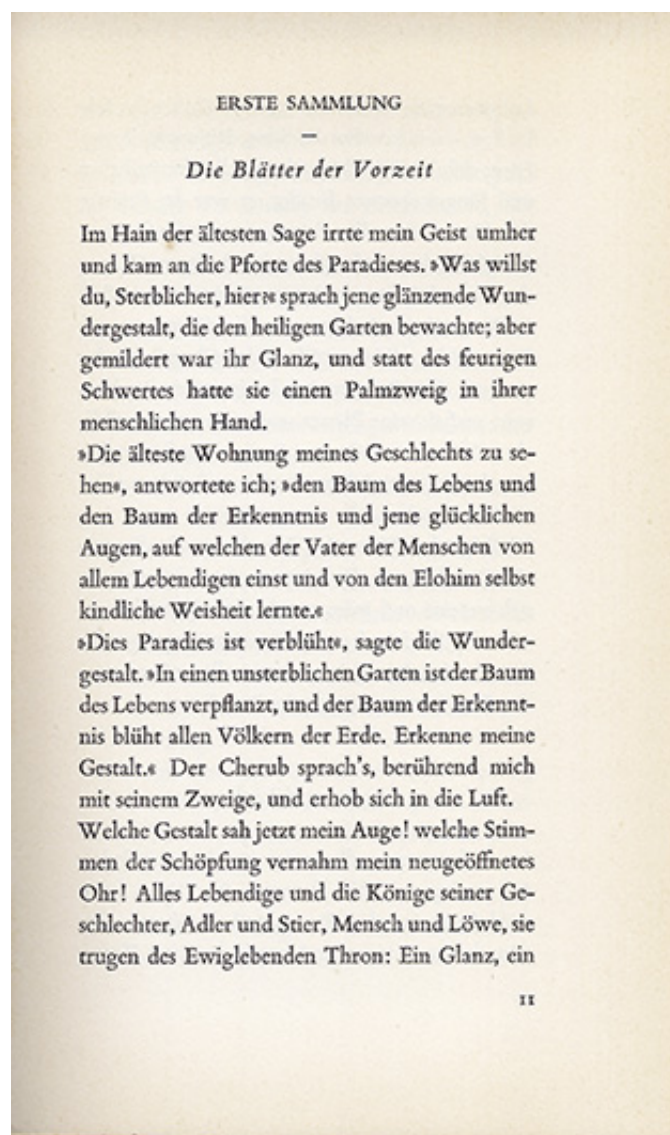 ERSTE SAMMLUNG
—
Die Blätter der Vorzeit
Im Hain der ältesten Sage irrte mein Geist umher
und kam an die Pforte des Paradieses. »Was willst
du, Sterblicher, hier?« sprach jene glänzende Wun-
dergestalt, die den heiligen Garten bewachte; aber
gemildert war ihr Glanz, und statt des feurigen
Schwertes hatte sie einen Palmzweig in ihrer
menschlichen Hand.
»Die älteste Wohnung meines Geschlechts zu se-
hen«, antwortete ich; »den Baum des Lebens und
den Baum der Erkenntnis und jene glücklichen
Augen, auf welchen der Vater der Menschen von
allem Lebendigen einst und von den Elohim selbst
kindliche Weisheit lernte.«
»Dies Paradies ist verblüht«, sagte die Wunder-
gestalt. »In einen unsterblichen Garten ist der Baum
des Lebens verpflanzt, und der Baum der Erkennt-
nis blüht allen Völkern der Erde. Erkenne meine
Gestalt.« Der Cherub sprach's, berührend mich
mit seinem Zweige, und erhob sich in die Luft.
Welche Gestalt sah jetzt mein Auge! welche Stim-
men der Schöpfung vernahm mein neugeöffnetes
Ohr! Alles Lebendige und die Könige seiner Ge-
schlechter, Adler und Stier, Mensch und Löwe, sie
trugen des Ewiglebenden Thron: Ein Glanz, ein
11